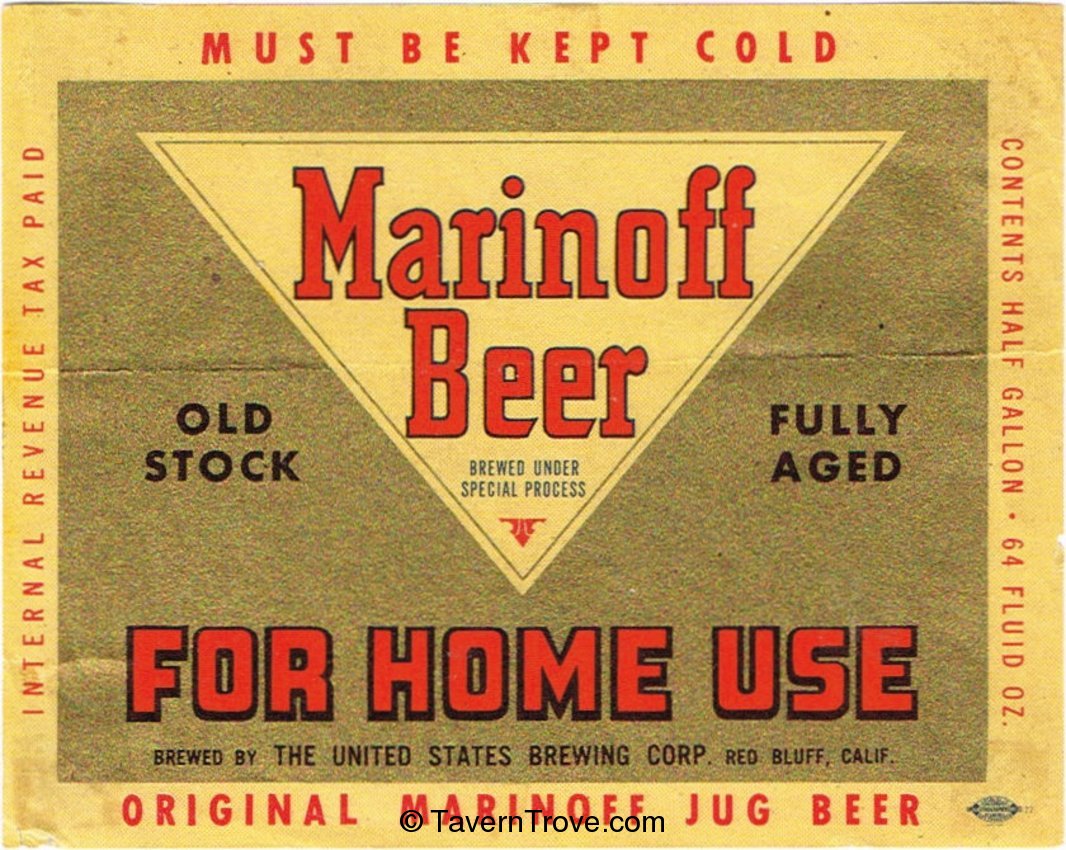 MUST BE KEPT COLD
INTERNAL REVENUE TAX PAID
CONTENTS HALF GALLON · 64 FLUID OZ.
Marinoff
Beer
OLD
STOCK
FULLY
AGED
BREWED UNDER
SPECIAL PROCESS
FOR HOME USE
BREWED BY THE UNITED STATES BREWING CORP. RED BLUFF, CALIF.
ORIGINAL MARINOFF JUG BEER
© TavernTrove.com